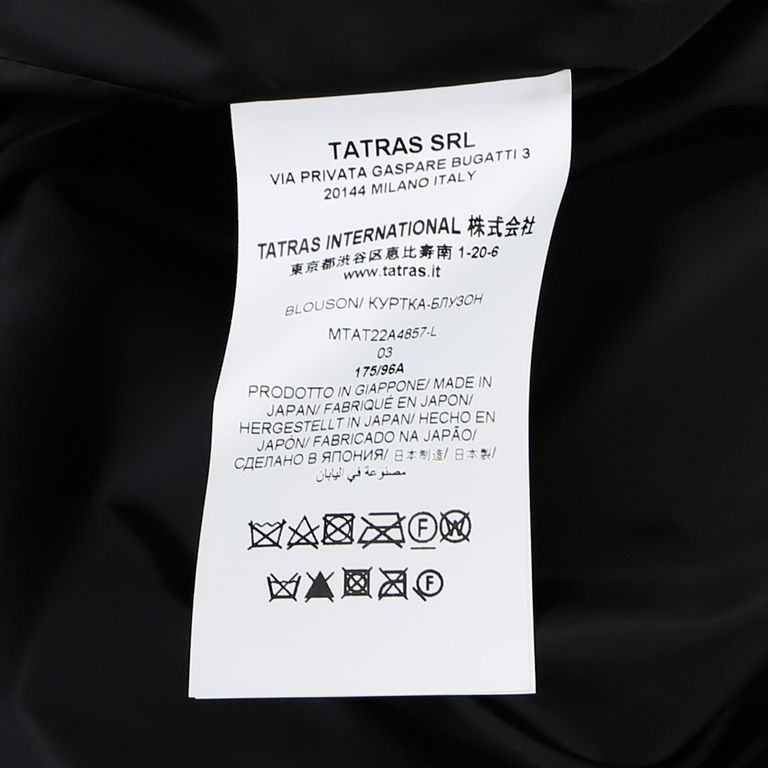 TATRAS SRL
VIA PRIVATA GASPARE BUGATTI 3
20144 MILANO ITALY
TATRAS INTERNATIONAL 株式会社
東京都渋谷区恵比寿南 1-20-6
www.tatras.it
BLOUSON/ КУРТКА-БЛУЗОН
MTAT22A4857-L
03
175/96A
PRODOTTO IN GIAPPONE/ MADE IN
JAPAN/ FABRIQUÉ EN JAPON/
HERGESTELLT IN JAPAN/ HECHO EN
JAPÓN/ FABRICADO NA JAPÃO/
СДЕЛАНО В ЯПОНИЯ/ 日本制造/ 日本製/
مصنوعة في اليابان
F W
F